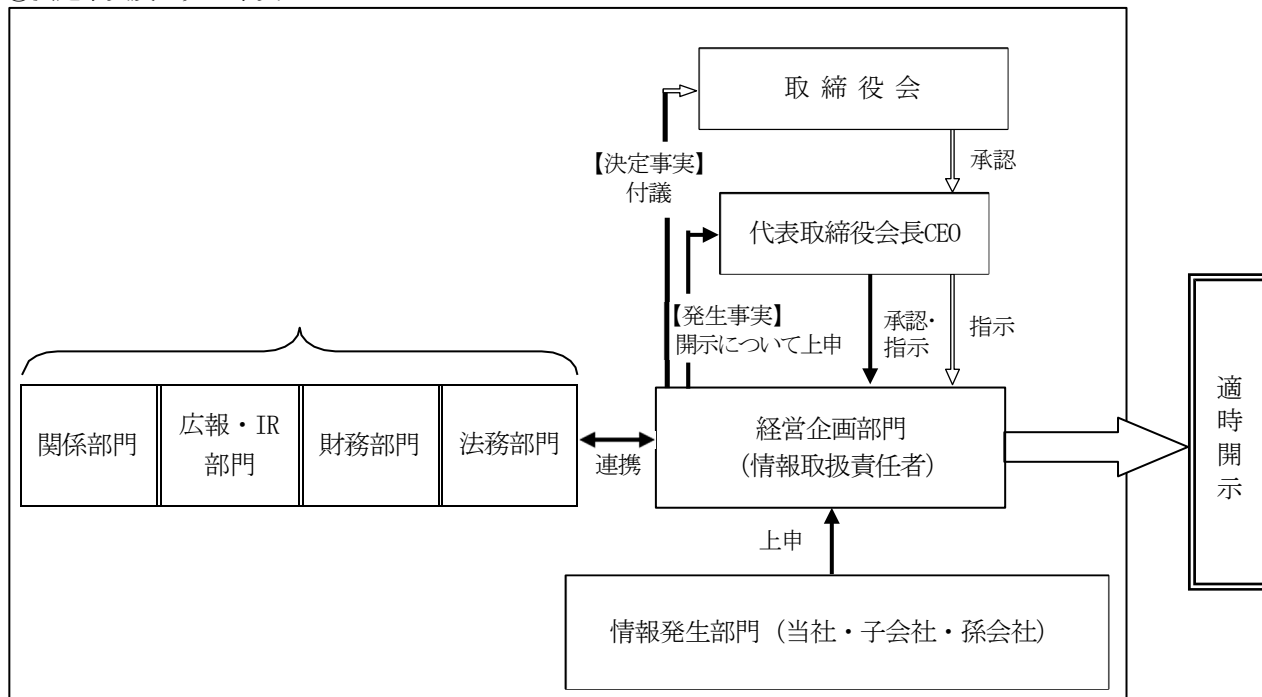 取 締 役 会
【決定事実】
付議
承認
代表取締役会長CEO
【発生事実】
開示について上申
承認・
指示
指示
関係部門
広報・IR
部門
財務部門
法務部門
連携
経営企画部門
(情報取扱責任者)
適
時
開
示
上申
情報発生部門 (当社・子会社・孫会社)